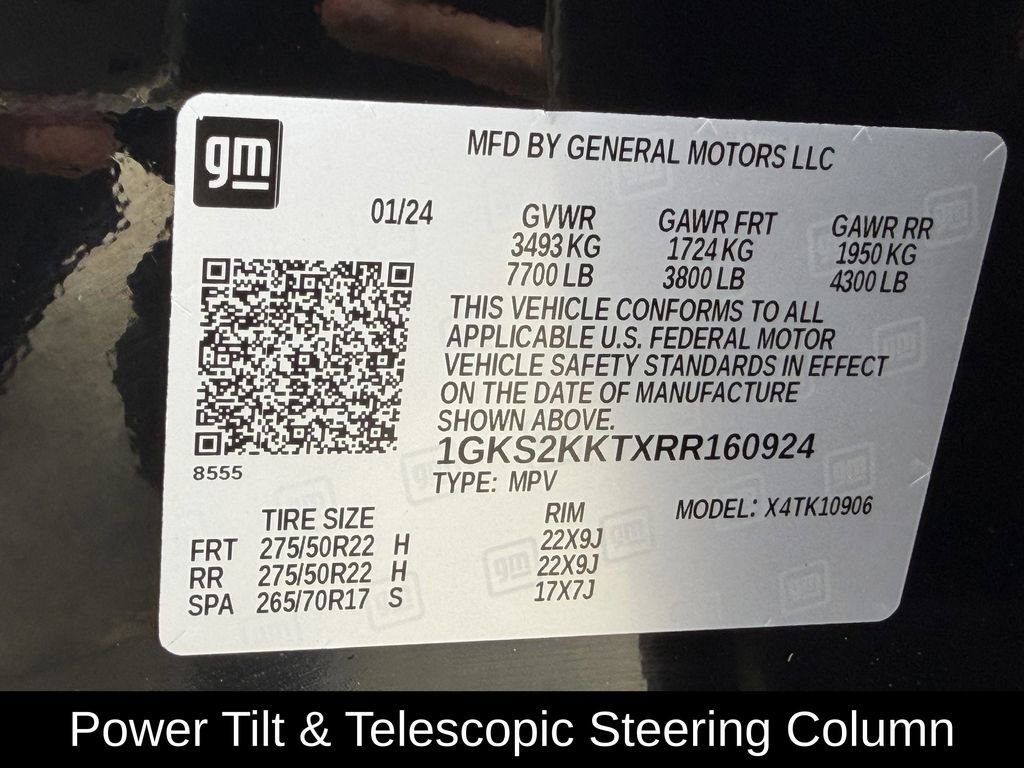 gm
MFD BY GENERAL MOTORS LLC
01/24
GVWR GAWR FRT GAWR RR
3493 KG 1724 KG 1950 KG
7700 LB 3800 LB 4300 LB
THIS VEHICLE CONFORMS TO ALL
APPLICABLE U.S. FEDERAL MOTOR
VEHICLE SAFETY STANDARDS IN EFFECT
ON THE DATE OF MANUFACTURE
SHOWN ABOVE.
1GKS2KKTXRR160924
8555
TYPE: MPV
MODEL: X4TK10906
TIRE SIZE RIM
FRT 275/50R22 H 22X9J
RR 275/50R22 H 22X9J
SPA 265/70R17 S 17X7J
Power Tilt & Telescopic Steering Column